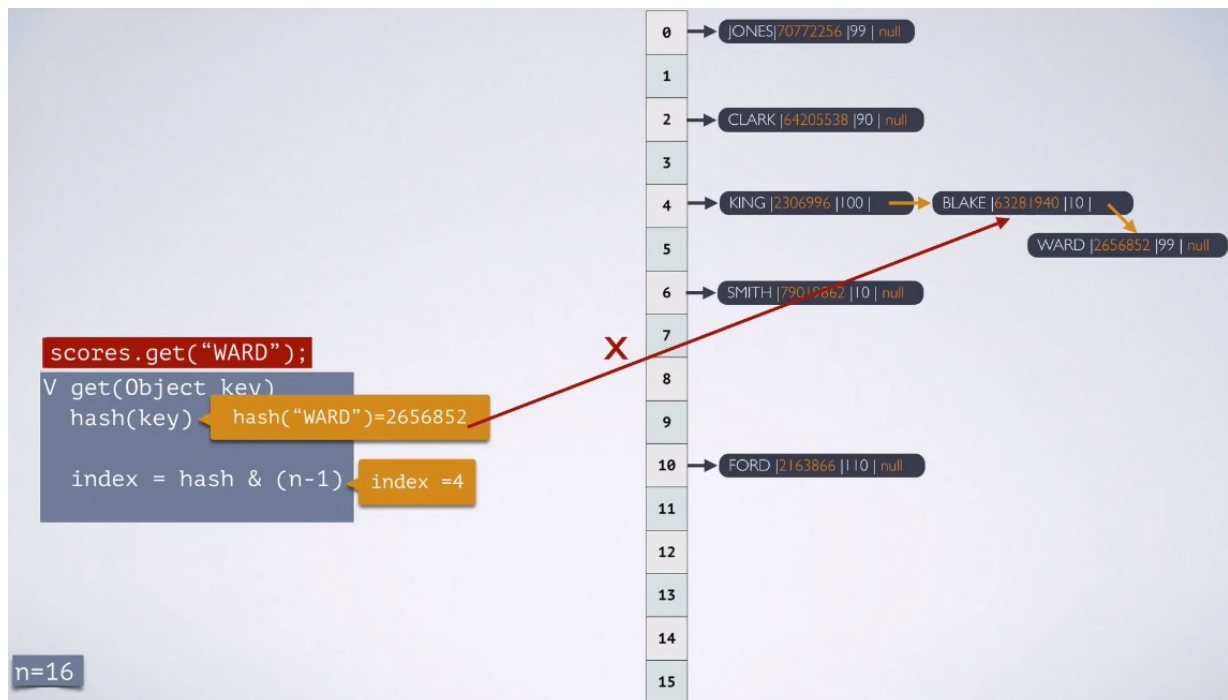 scores.get(“WARD”);
V get(Object key)
hash(key)
hash(“WARD”)=2656852
index = hash & (n-1)
index =4
n=16
X
0
JONES|70772256 |99 | null
1
2
CLARK |64205538 |90 | null
3
4
KING |2306996 |100 |
BLAKE |63281940 |10 |
5
WARD |2656852 |99 | null
6
SMITH |79019862 |10 | null
7
8
9
10
FORD |2163866 |110 | null
11
12
13
14
15